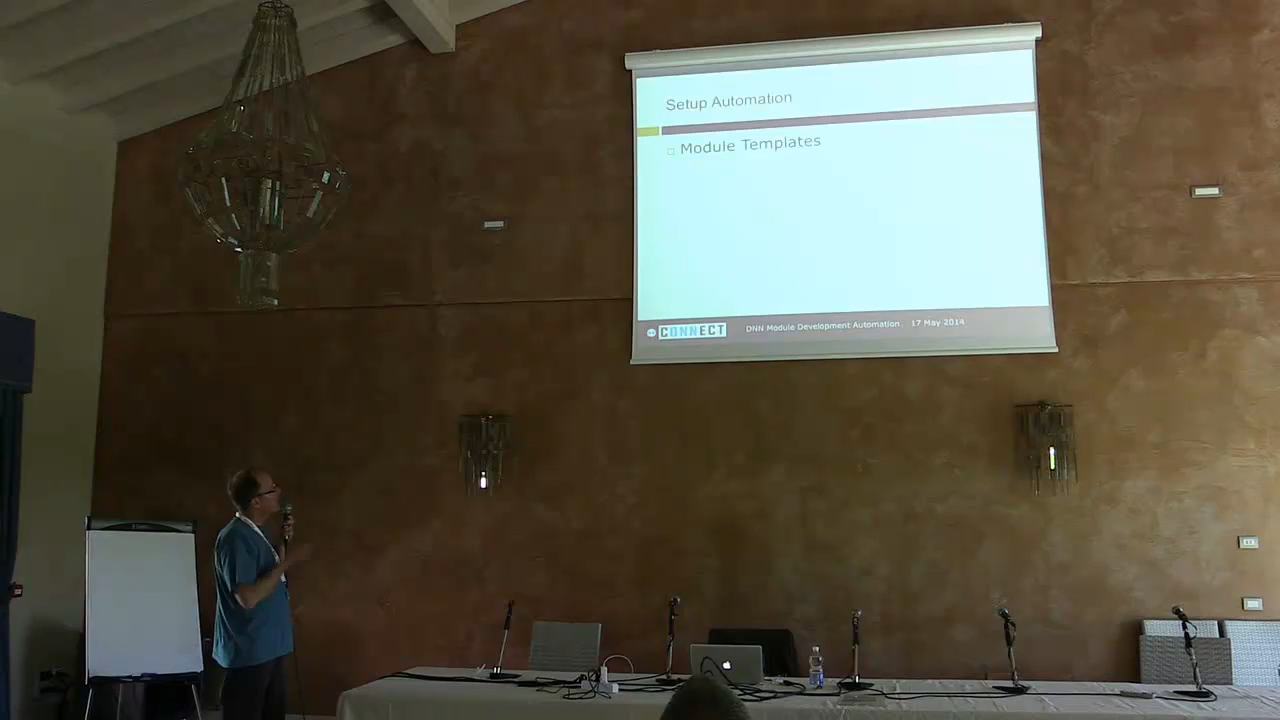 Setup Automation
Module Templates
CONNECT
DNN Module Development Automation 17 May 2014